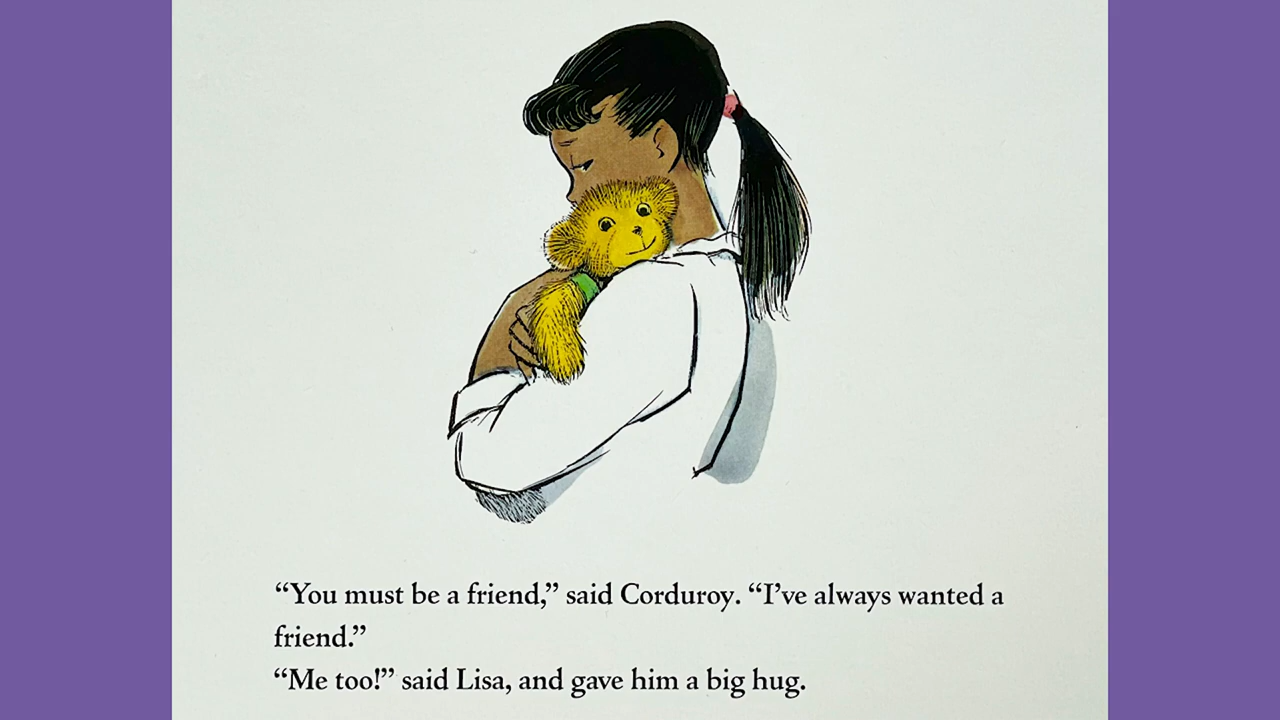 “You must be a friend,” said Corduroy. “I’ve always wanted a
friend.”
“Me too!” said Lisa, and gave him a big hug.